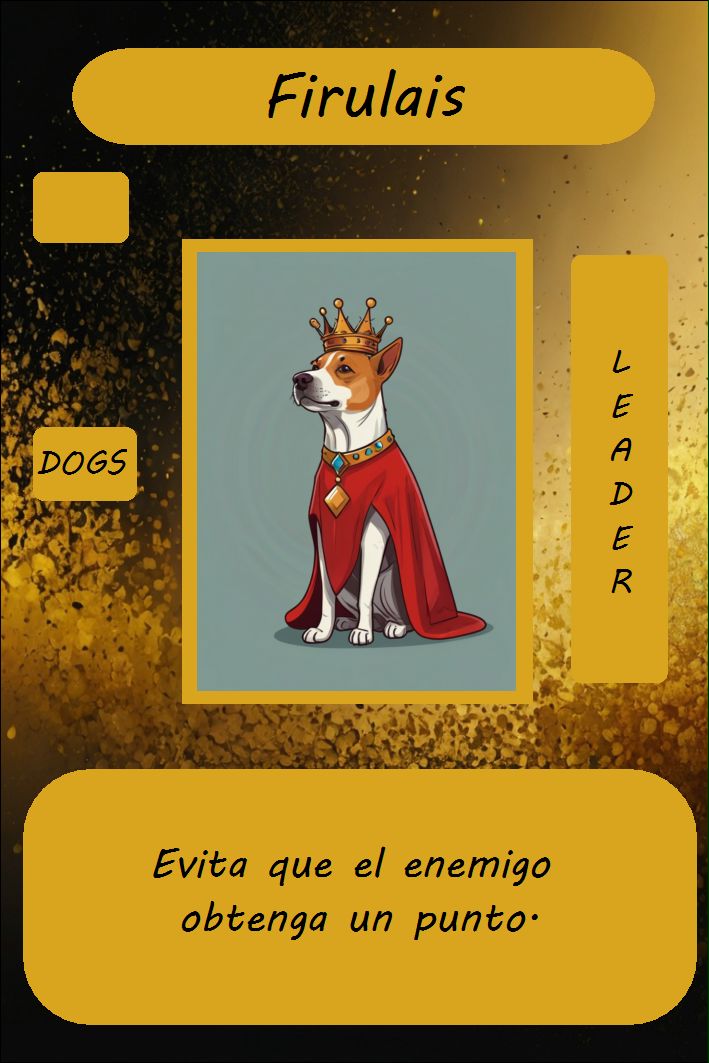 Firulais
DOGS
L
E
A
D
E
R
Evita que el enemigo
obtenga un punto.